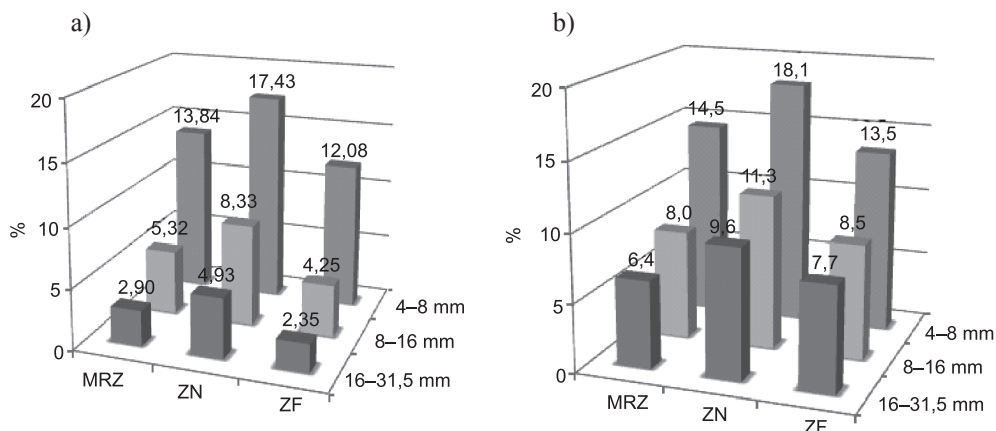 a)
20
15
10
5
0
%
13,84
17,43
12,08
5,32
8,33
4,25
2,90
4,93
2,35
4–8 mm
8–16 mm
16–31,5 mm
MRZ
ZN
ZF
b)
20
15
10
5
0
%
14,5
18,1
13,5
8,0
11,3
8,5
6,4
9,6
7,7
4–8 mm
8–16 mm
16–31,5 mm
MRZ
ZN
ZF